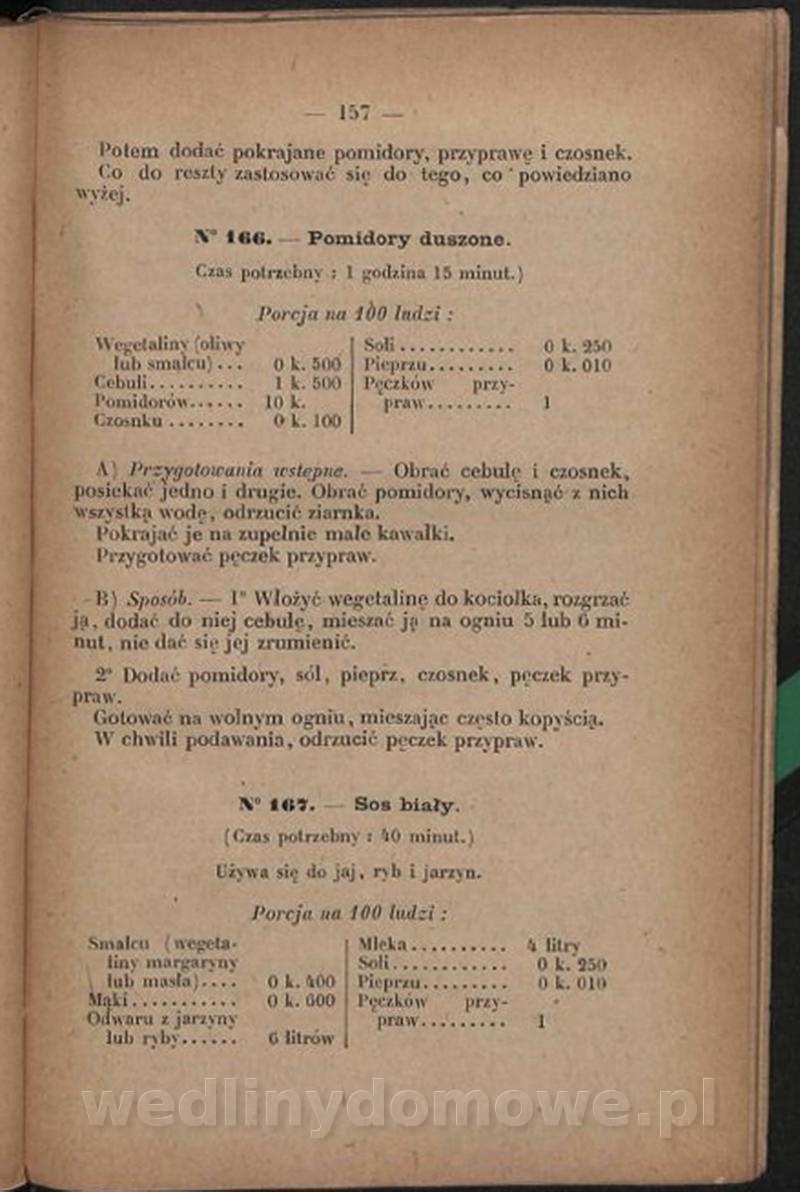 — 157 —
Potem dodać pokrajane pomidory, przyprawę i czosnek.
Co do reszty zastosować się do tego, co powiedziano
wyżej.
N° 166. — Pomidory duszone.
Czas potrzebny : 1 godzina 15 minut.)
Porcja na 100 ludzi :
Wegetaliny (oliwy
lub smalcu)... 0 k. 500
Cebuli.......... 1 k. 500
Pomidorów...... 10 k.
Czosnku ........ 0 k. 100
Soli............ 0 k. 250
Pieprzu......... 0 k. 010
Pęczków przy-
praw......... 1
A) Przygotowania wstępne. — Obrać cebulę i czosnek,
posiekać jedno i drugie. Obrać pomidory, wycisnąć z nich
wszystką wodę, odrzucić ziarnka.
Pokrajać je na zupełnie małe kawałki.
Przygotować pęczek przypraw.
B) Sposób. — 1° Włożyć wegetalinę do kociołka, rozgrzać
ją, dodać do niej cebulę, mieszać ją na ogniu 5 lub 6 mi-
nut, nie dać się jej zrumienić.
2° Dodać pomidory, sól, pieprz, czosnek, pęczek przy-
praw.
Gotować na wolnym ogniu, mieszając często kopyścią.
W chwili podawania, odrzucić pęczek przypraw.
N° 167. — Sos biały.
(Czas potrzebny : 40 minut.)
Używa się do jaj, ryb i jarzyn.
Porcja na 100 ludzi :
Smalcu (wegeta-
liny margaryny
lub masła).... 0 k. 400
Mąki........... 0 k. 600
Odwaru z jarzyny
lub ryby...... 6 litrów
Mleka.......... 4 litry
Soli............ 0 k. 250
Pieprzu......... 0 k. 010
Pęczków przy-
praw......... 1
wedlinydomowe.pl